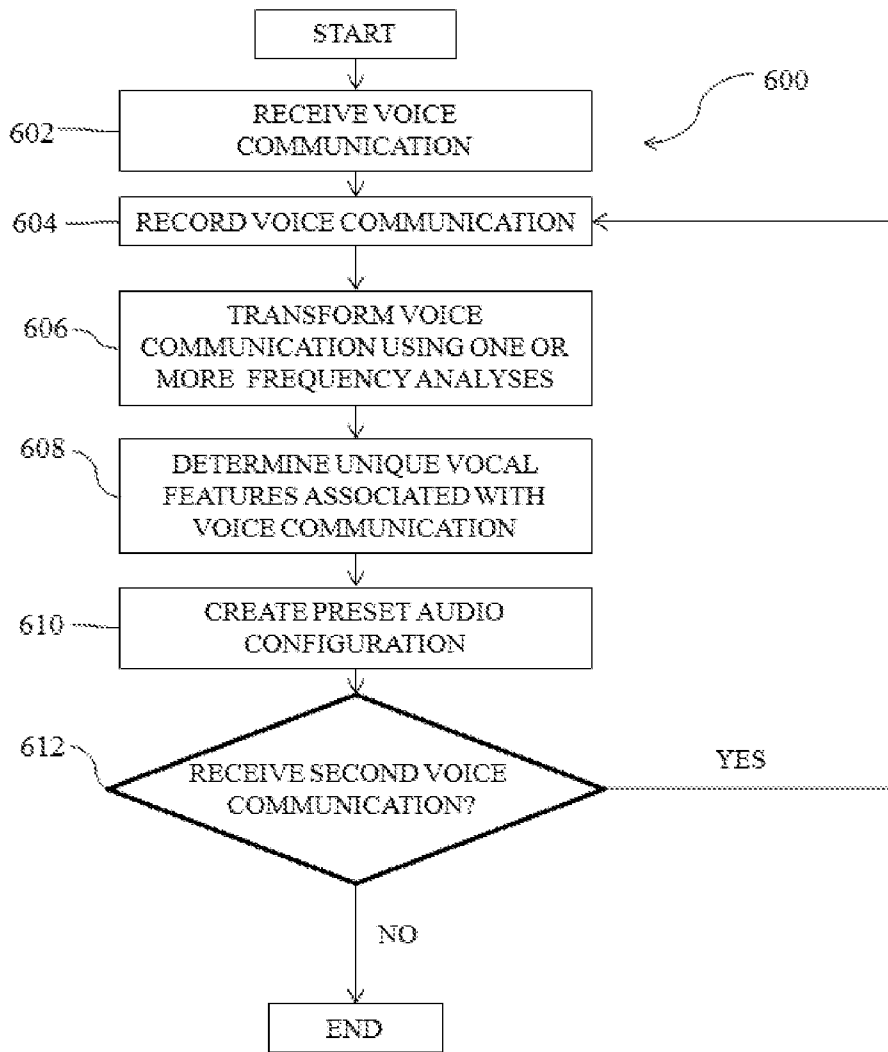 START
600
602
RECEIVE VOICE
COMMUNICATION
604
RECORD VOICE COMMUNICATION
606
TRANSFORM VOICE
COMMUNICATION USING ONE OR
MORE FREQUENCY ANALYSES
608
DETERMINE UNIQUE VOCAL
FEATURES ASSOCIATED WITH
VOICE COMMUNICATION
610
CREATE PRESET AUDIO
CONFIGURATION
612
RECEIVE SECOND VOICE
COMMUNICATION?
YES
NO
END